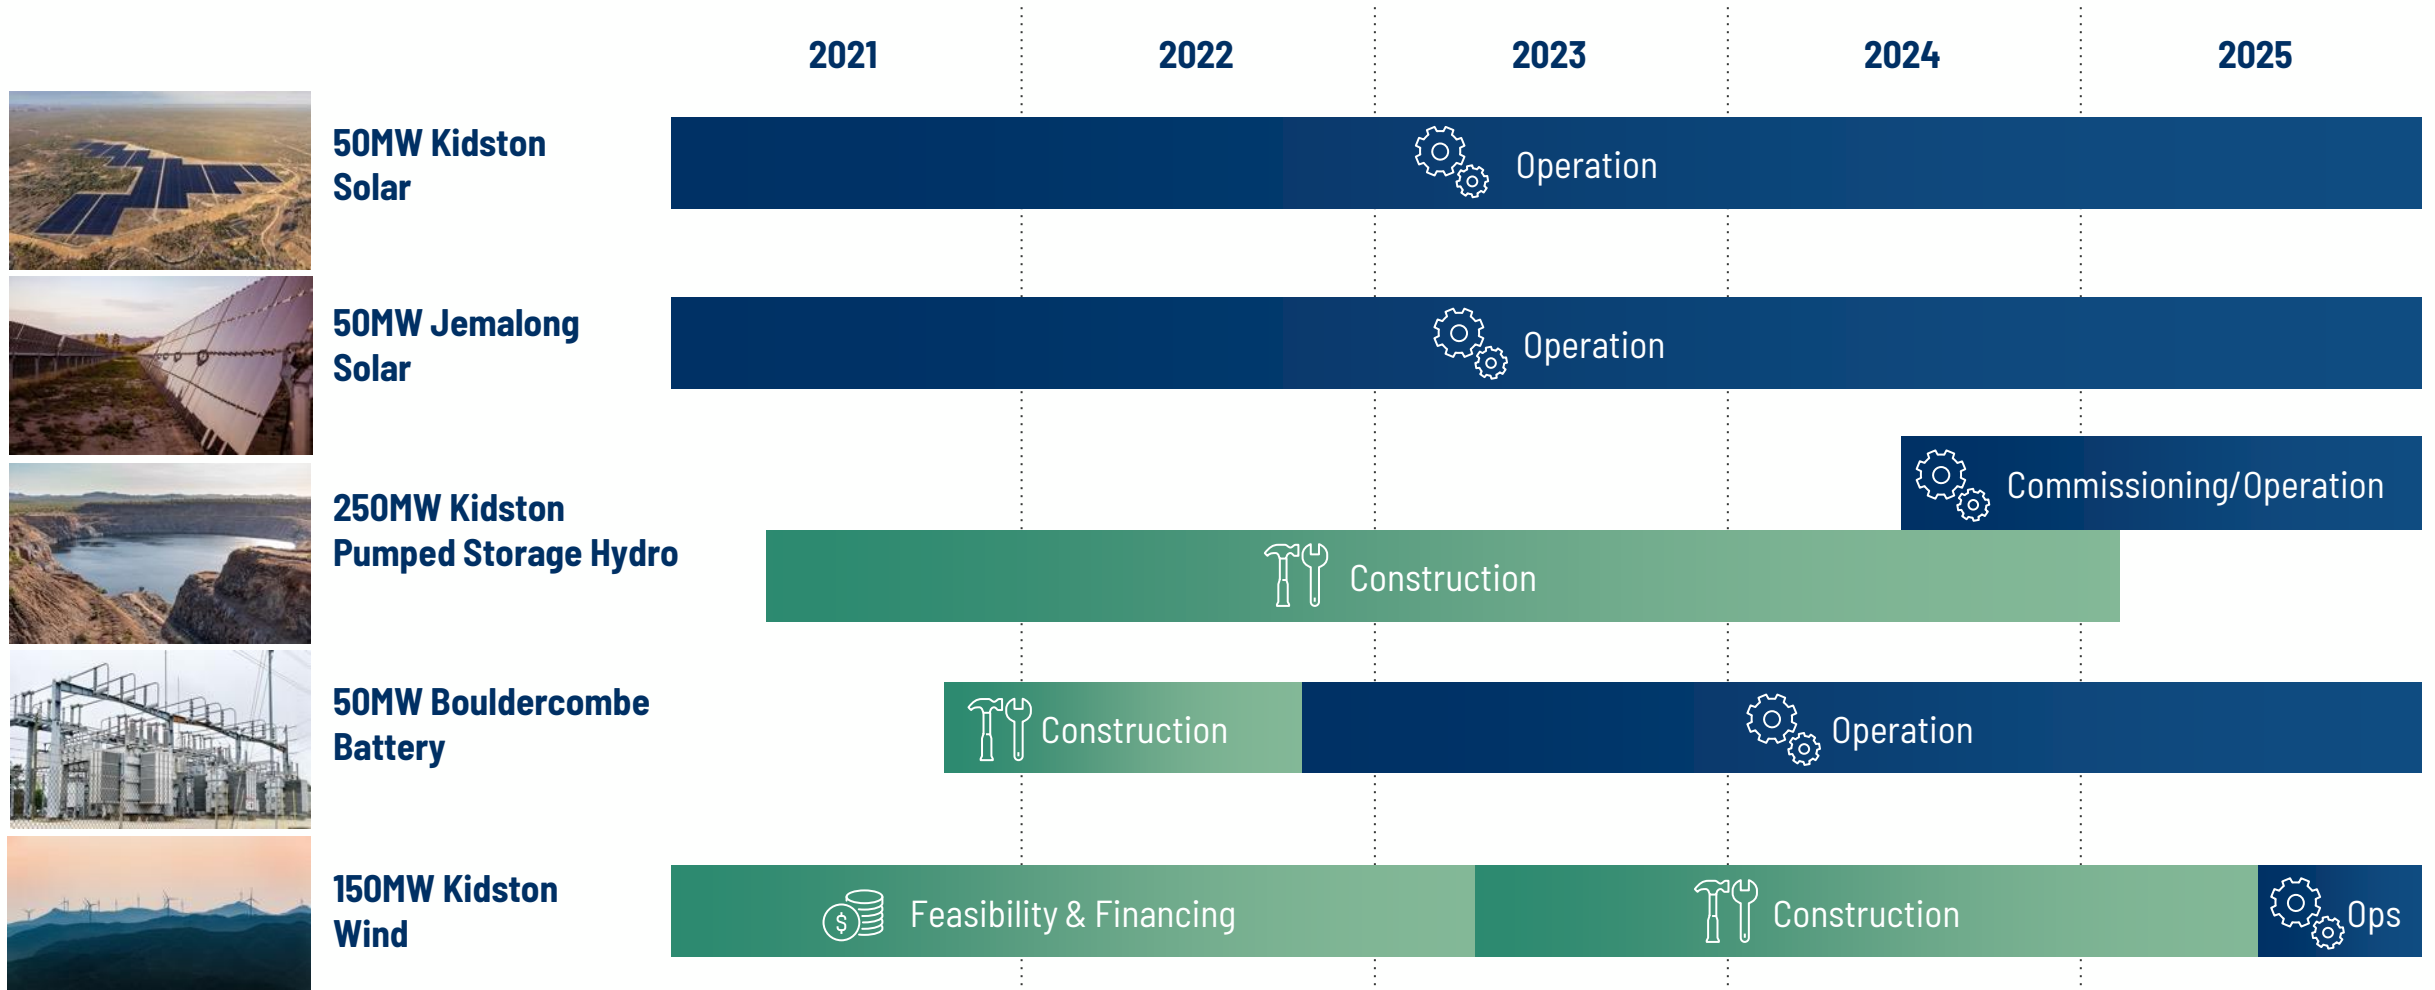 2021 2022 2023 2024 2025
50MW Kidston
Solar
Operation
50MW Jemalong
Solar
Operation
250MW Kidston
Pumped Storage Hydro
Commissioning/Operation
Construction
50MW Bouldercombe
Battery
Construction
Operation
150MW Kidston
Wind
$
Feasibility & Financing
Construction
Ops